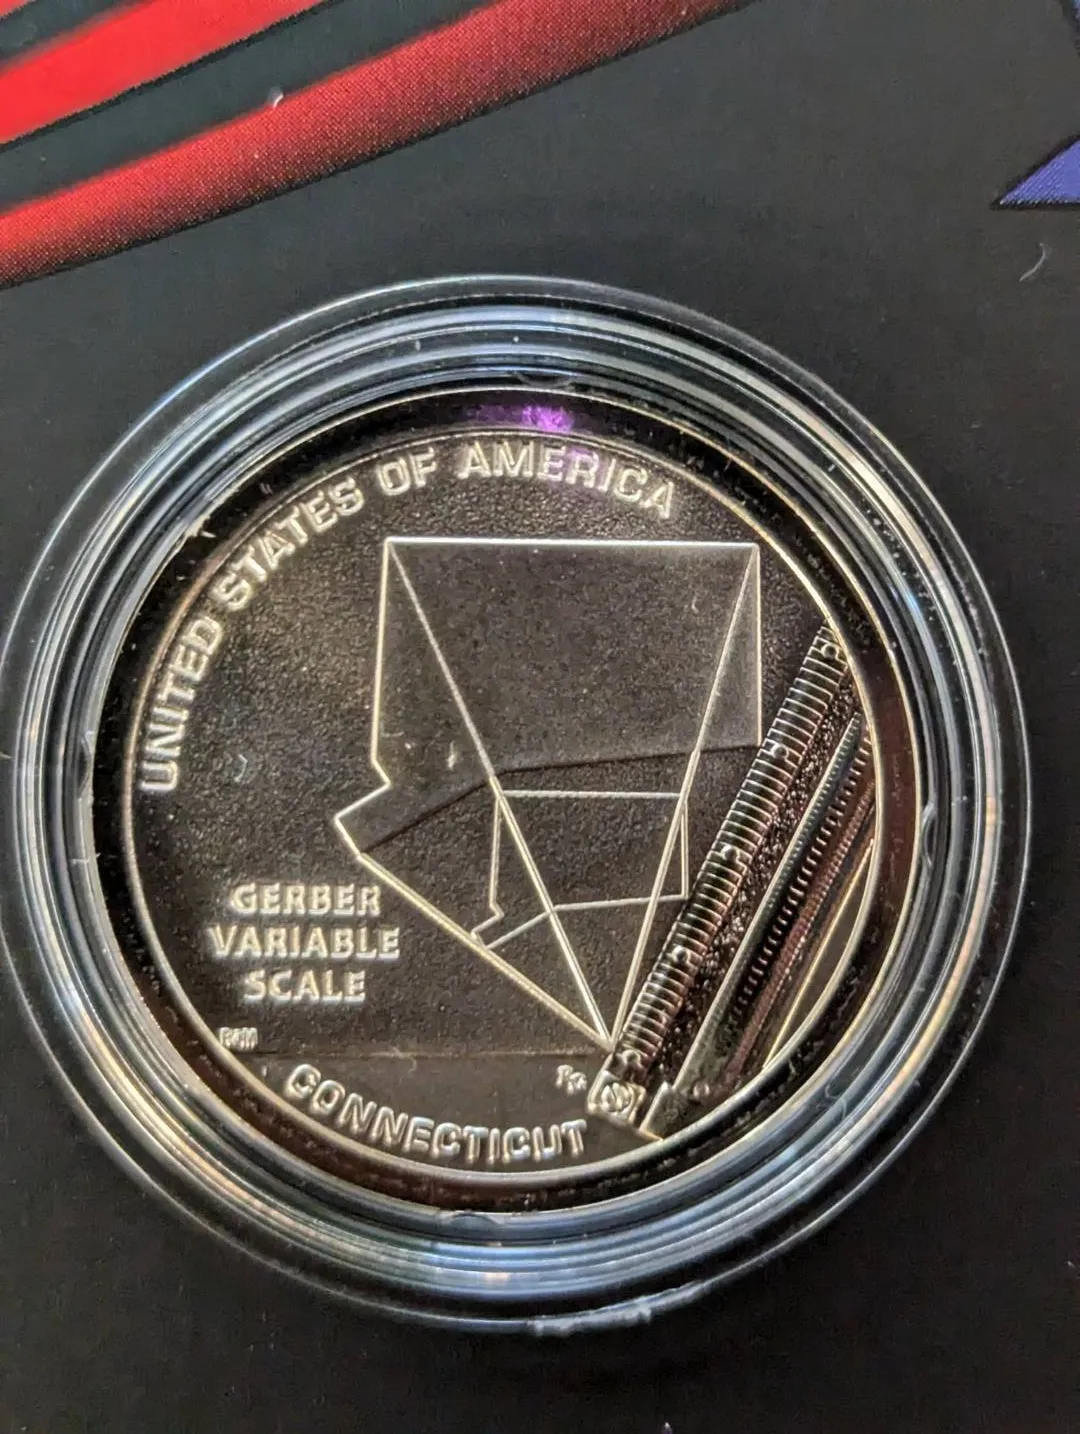 UNITED STATES OF AMERICA
GERBER
VARIABLE
SCALE
CONNECTICUT